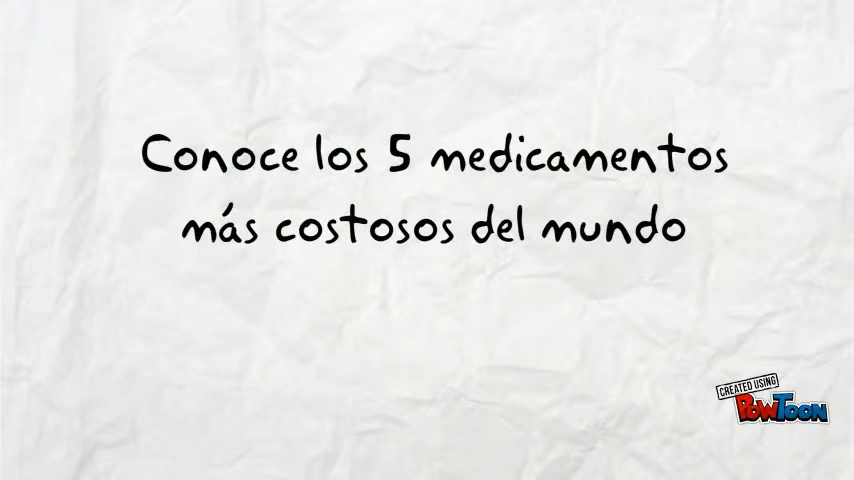 Conoce los 5 medicamentos
más costosos del mundo
CREATED USING
POWTOON